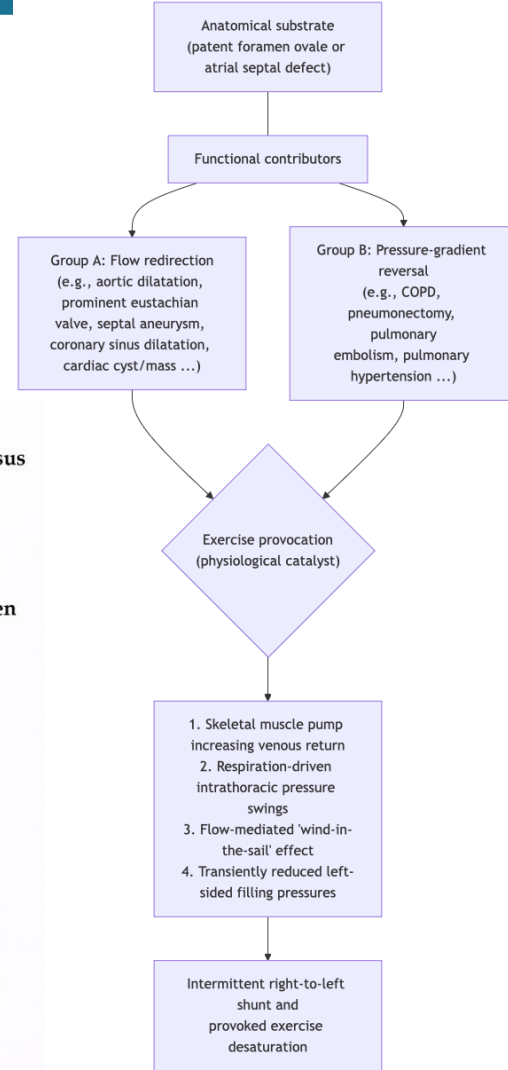 Anatomical substrate
(patent foramen ovale or
atrial septal defect)
Functional contributors
Group A: Flow redirection
(e.g., aortic dilatation,
prominent eustachian
valve, septal aneurysm,
coronary sinus dilatation,
cardiac cyst/mass ...)
Group B: Pressure-gradient
reversal
(e.g., COPD,
pneumonectomy,
pulmonary
embolism, pulmonary
hypertension ...)
sus
en
Exercise provocation
(physiological catalyst)
1. Skeletal muscle pump
increasing venous return
2. Respiration-driven
intrathoracic pressure
swings
3. Flow-mediated 'wind-in-
the-sail' effect
4. Transiently reduced left-
sided filling pressures
Intermittent right-to-left
shunt and
provoked exercise
desaturation